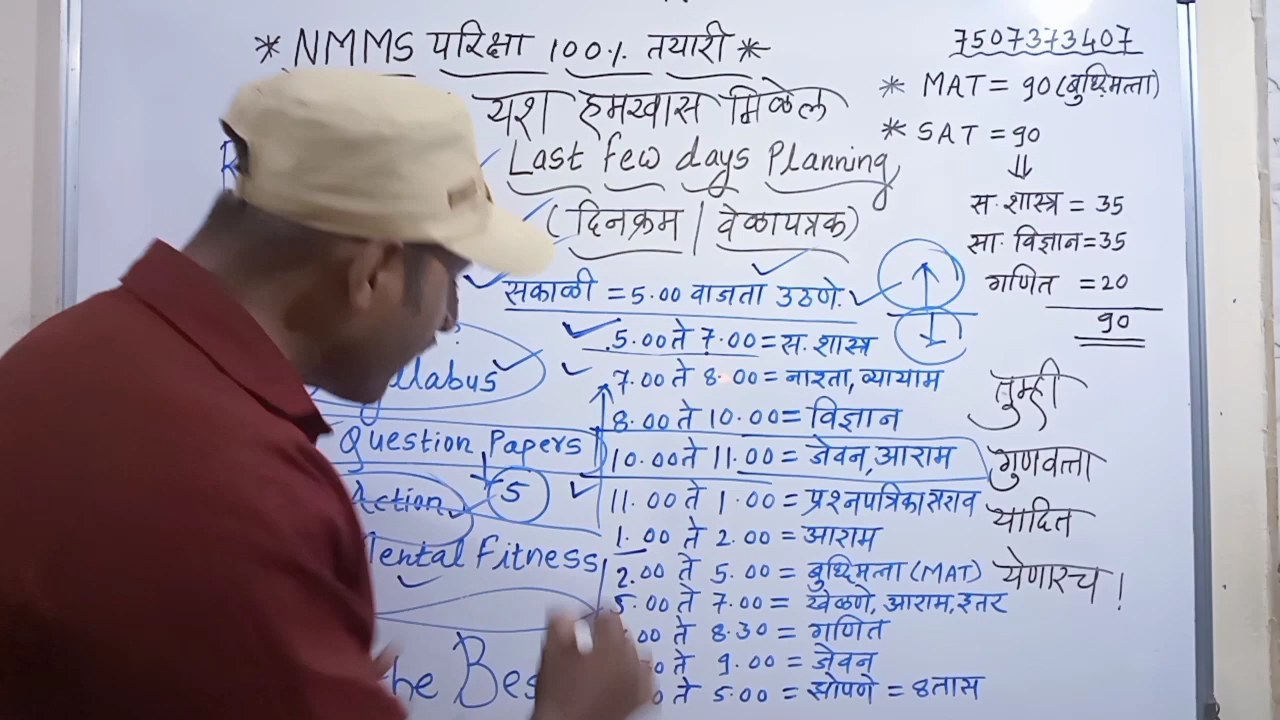 * NMMS परिक्षा 100% तयारी *
यश हमखास मिळेल
Last few days Planning
(दिनक्रम | वेळापत्रक)
सकाळी = 5.00 वाजता उठणे.
5.00 ते 7.00 = स. शास्त्र
7.00 ते 8.00 = नाश्ता, व्यायाम
8.00 ते 10.00 = विज्ञान
10.00 ते 11.00 = जेवन, आराम
11.00 ते 1.00 = प्रश्नपत्रिका सराव
1.00 ते 2.00 = आराम
2.00 ते 5.00 = बुध्दिमत्ता (MAT)
5.00 ते 7.00 = खेळणे, आराम, इतर
.00 ते 8.30 = गणित
ते 9.00 = जेवन
ते 5.00 = झोपणे = 8 तास
Question Papers
Action 5
Mental Fitness
the Bes
7507373407
* MAT = 90 (बुध्दिमत्ता)
* SAT = 90
⇓
स. शास्त्र = 35
सा. विज्ञान = 35
गणित = 20
90
तुम्ही
गुणवत्ता
यादित
येणारच !